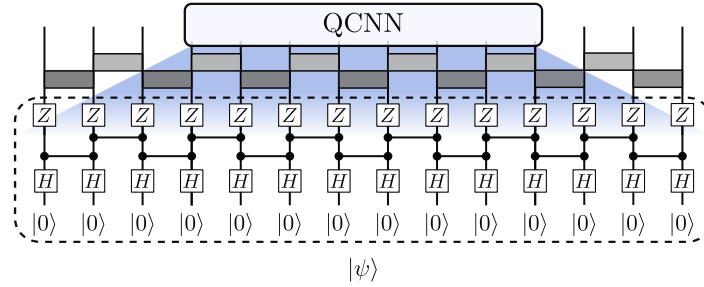 QCNN
Z Z Z Z Z Z Z Z Z Z Z Z Z Z
H H H H H H H H H H H H H H
|0⟩ |0⟩ |0⟩ |0⟩ |0⟩ |0⟩ |0⟩ |0⟩ |0⟩ |0⟩ |0⟩ |0⟩ |0⟩ |0⟩
|ψ⟩